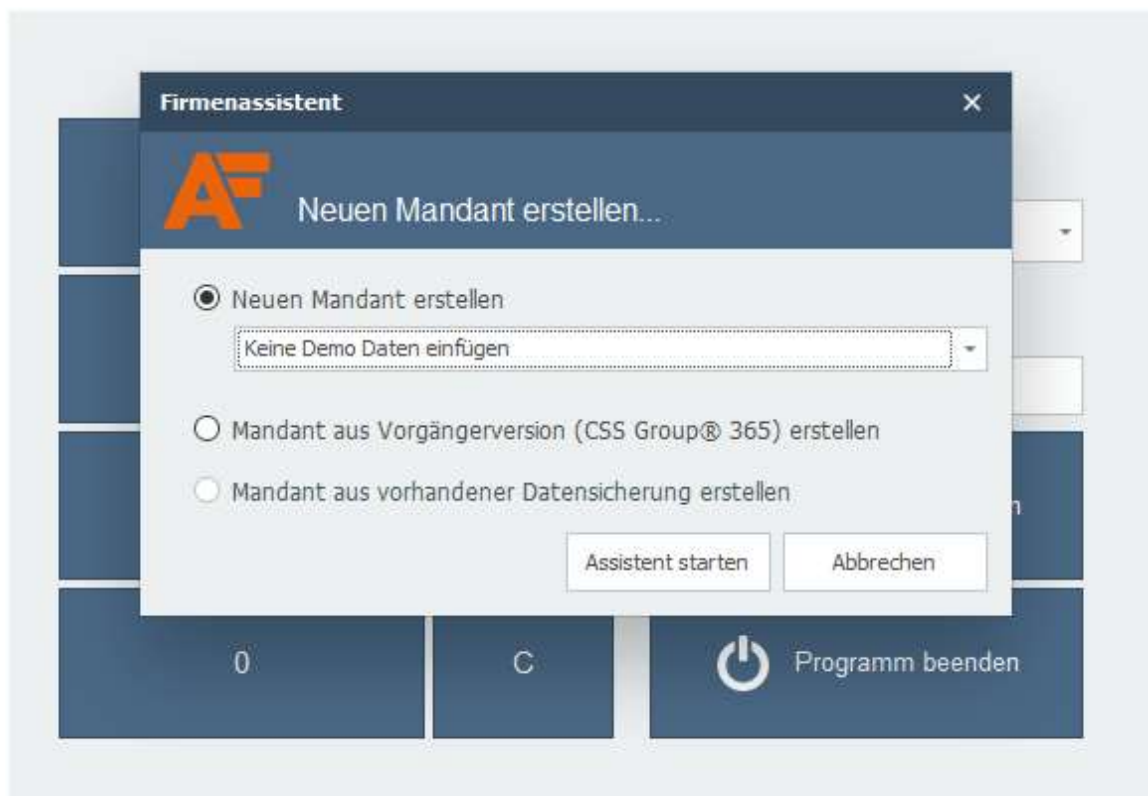 Firmenassistent
AF
Neuen Mandant erstellen...
Neuen Mandant erstellen
Keine Demo Daten einfügen
Mandant aus Vorgängerversion (CSS Group® 365) erstellen
Mandant aus vorhandener Datensicherung erstellen
Assistent starten
Abbrechen
0
C
Programm beenden